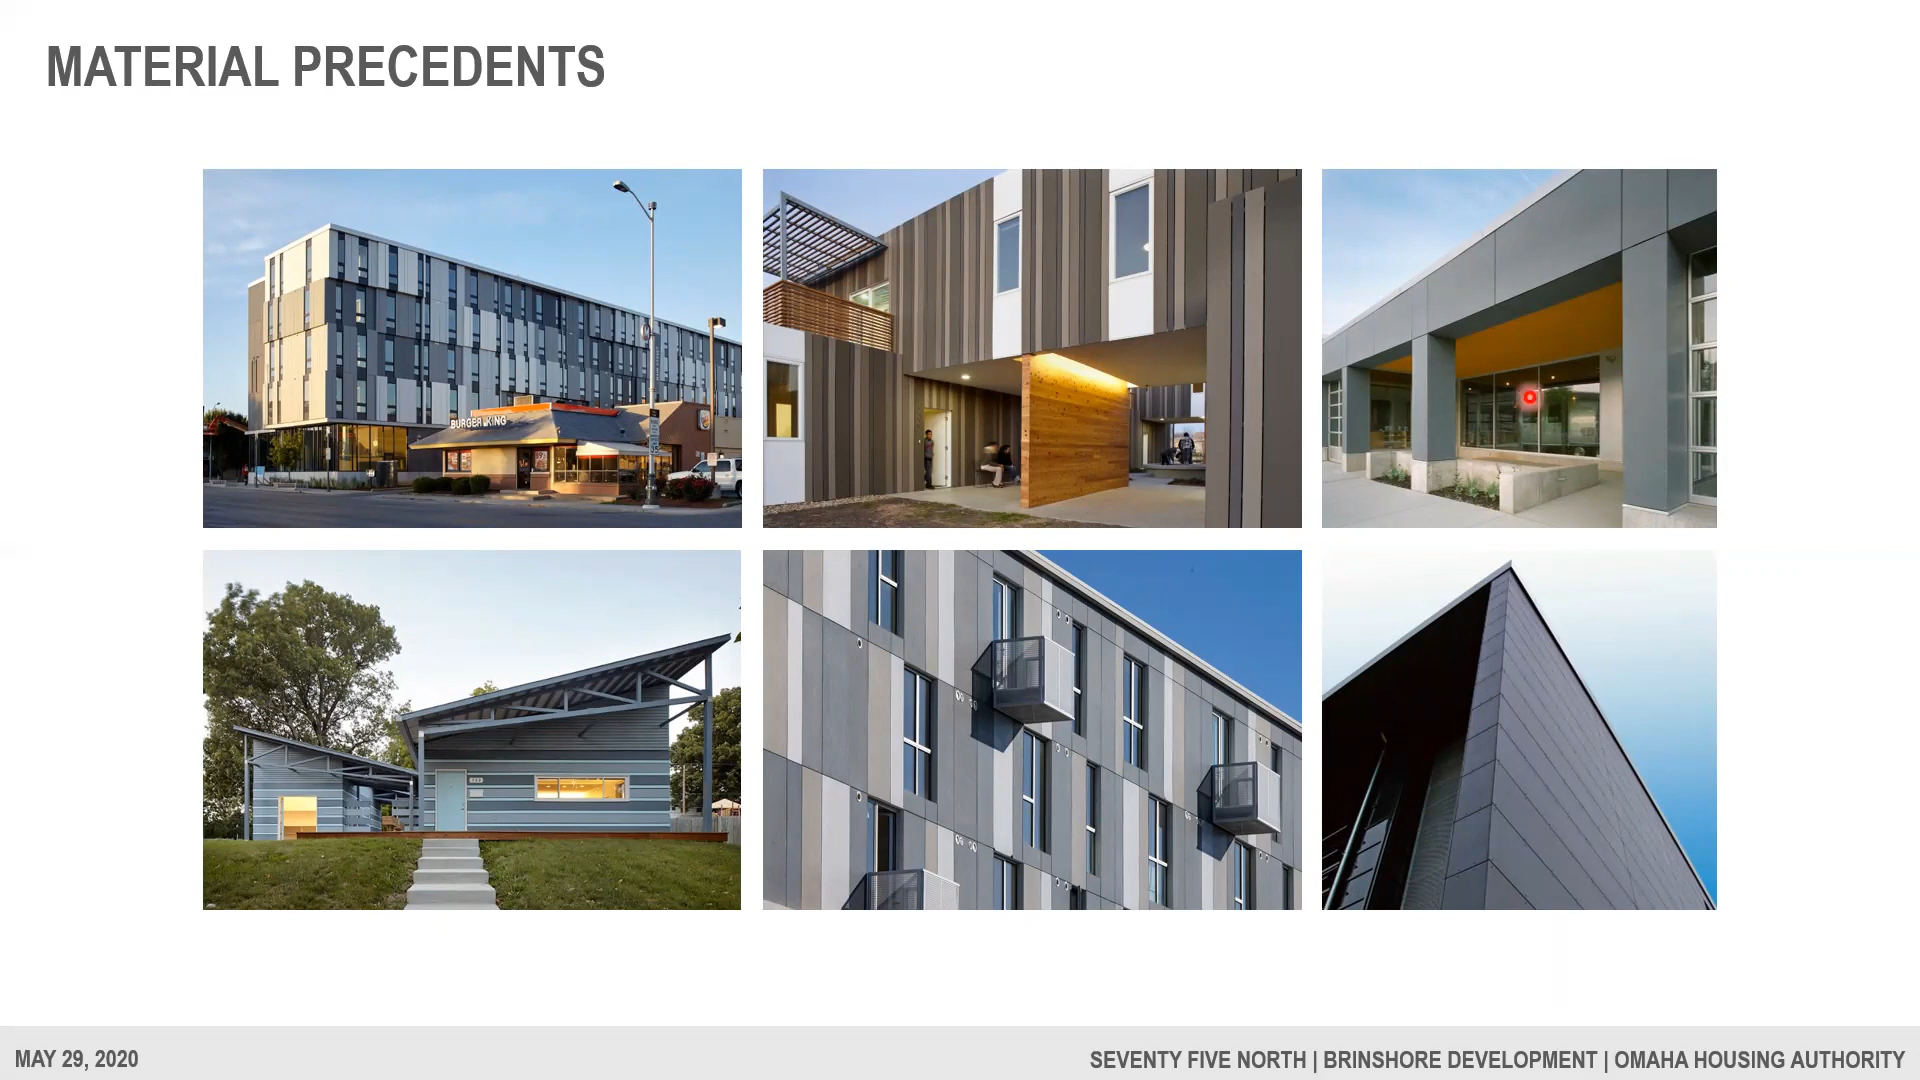 MATERIAL PRECEDENTS
BURGER KING
MAY 29, 2020
SEVENTY FIVE NORTH | BRINSHORE DEVELOPMENT | OMAHA HOUSING AUTHORITY